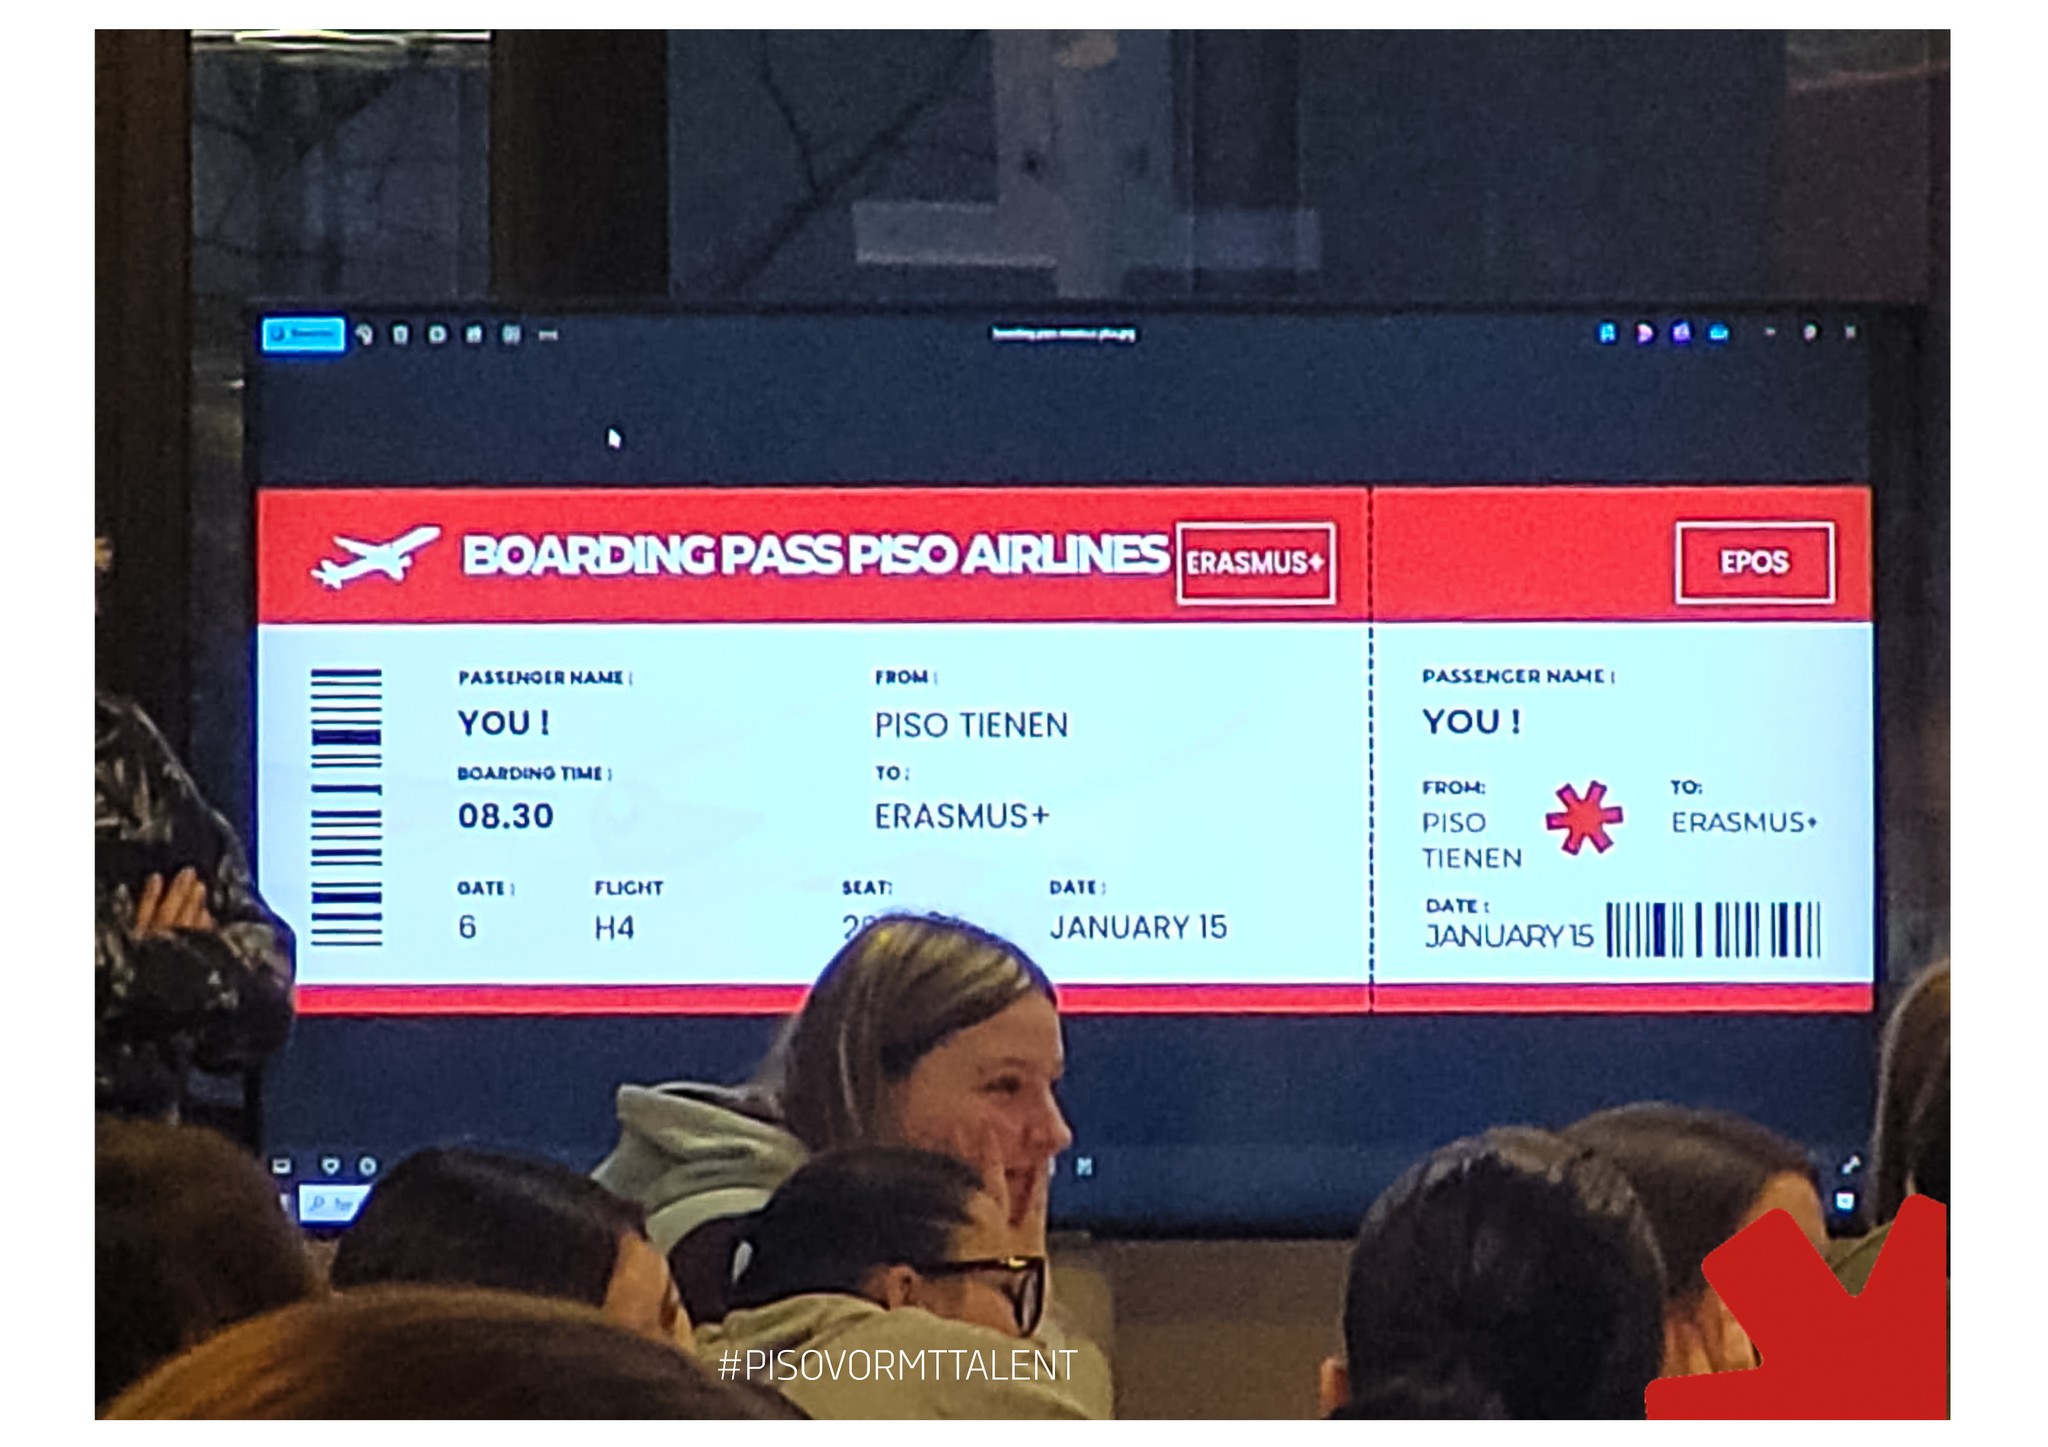 BOARDING PASS PISO AIRLINES
ERASMUS+
EPOS
PASSENGER NAME :
YOU !
FROM :
PISO TIENEN
BOARDING TIME :
08.30
TO :
ERASMUS+
GATE :
6
FLIGHT
H4
SEAT:
DATE :
JANUARY 15
PASSENGER NAME :
YOU !
FROM:
PISO
TIENEN
TO:
ERASMUS+
DATE :
JANUARY 15
#PISOVORMTTALENT